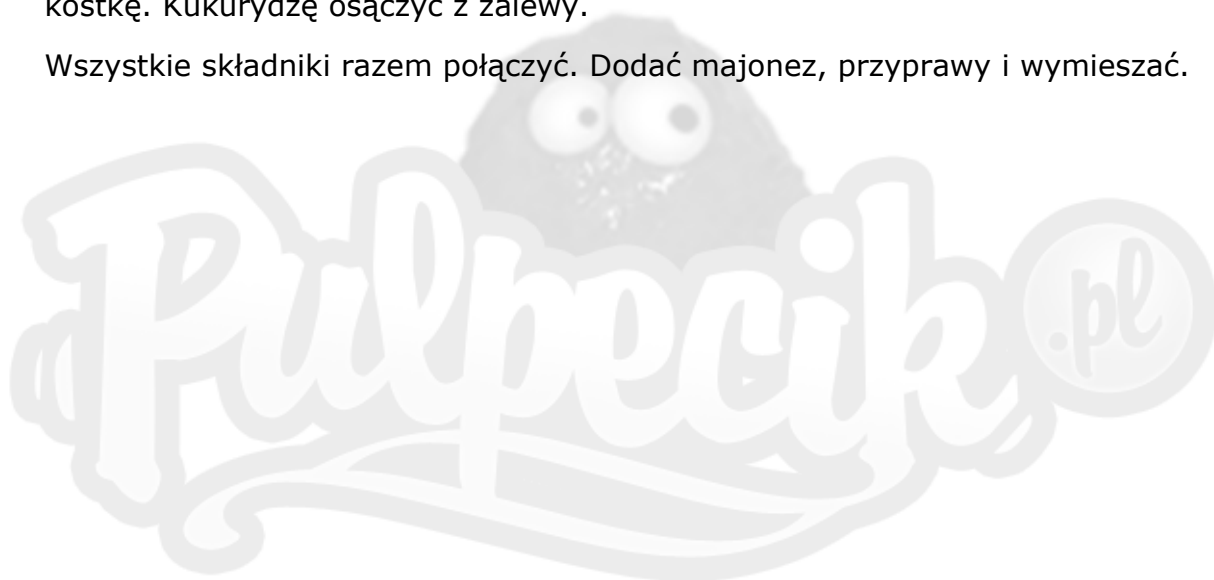 kostkę. Kukurydzę osączyć z zalewy.
Wszystkie składniki razem połączyć. Dodać majonez, przyprawy i wymieszać.
Pulpecik .pl